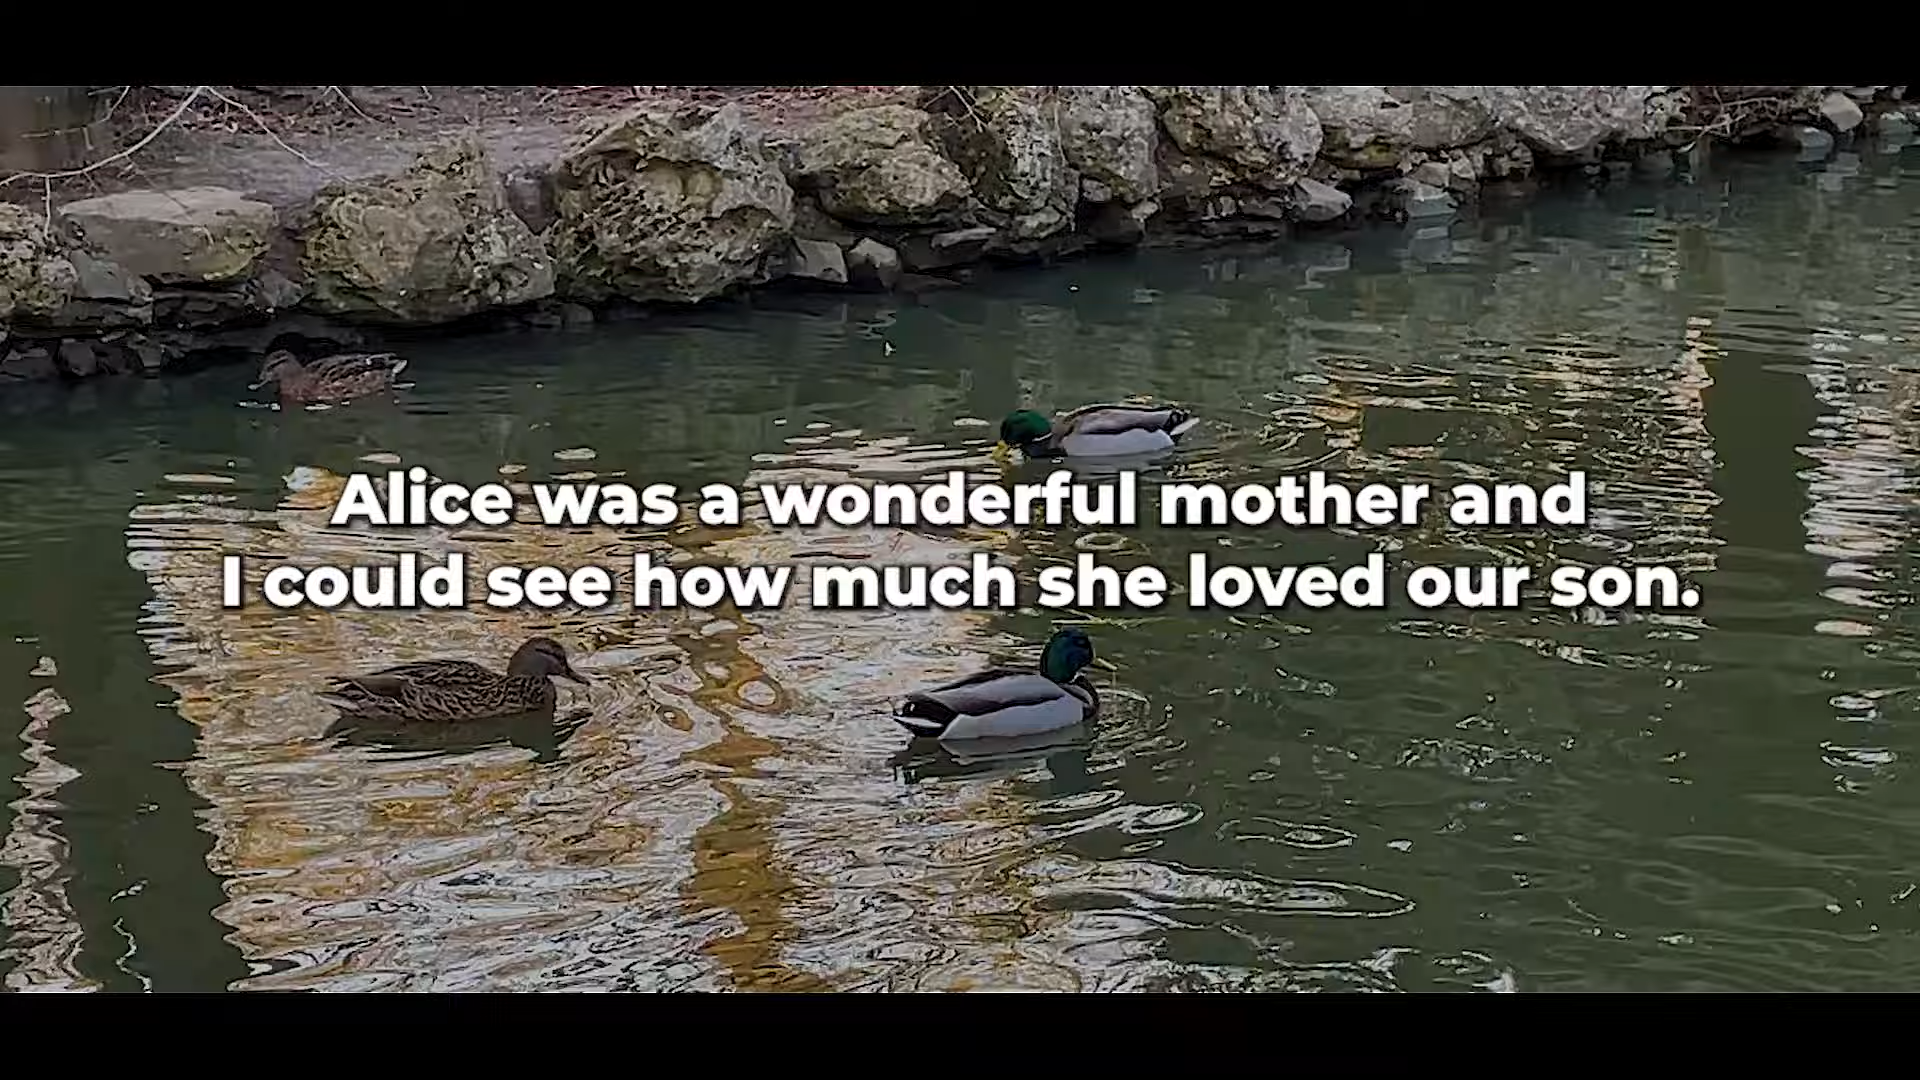 Alice was a wonderful mother and
I could see how much she loved our son.